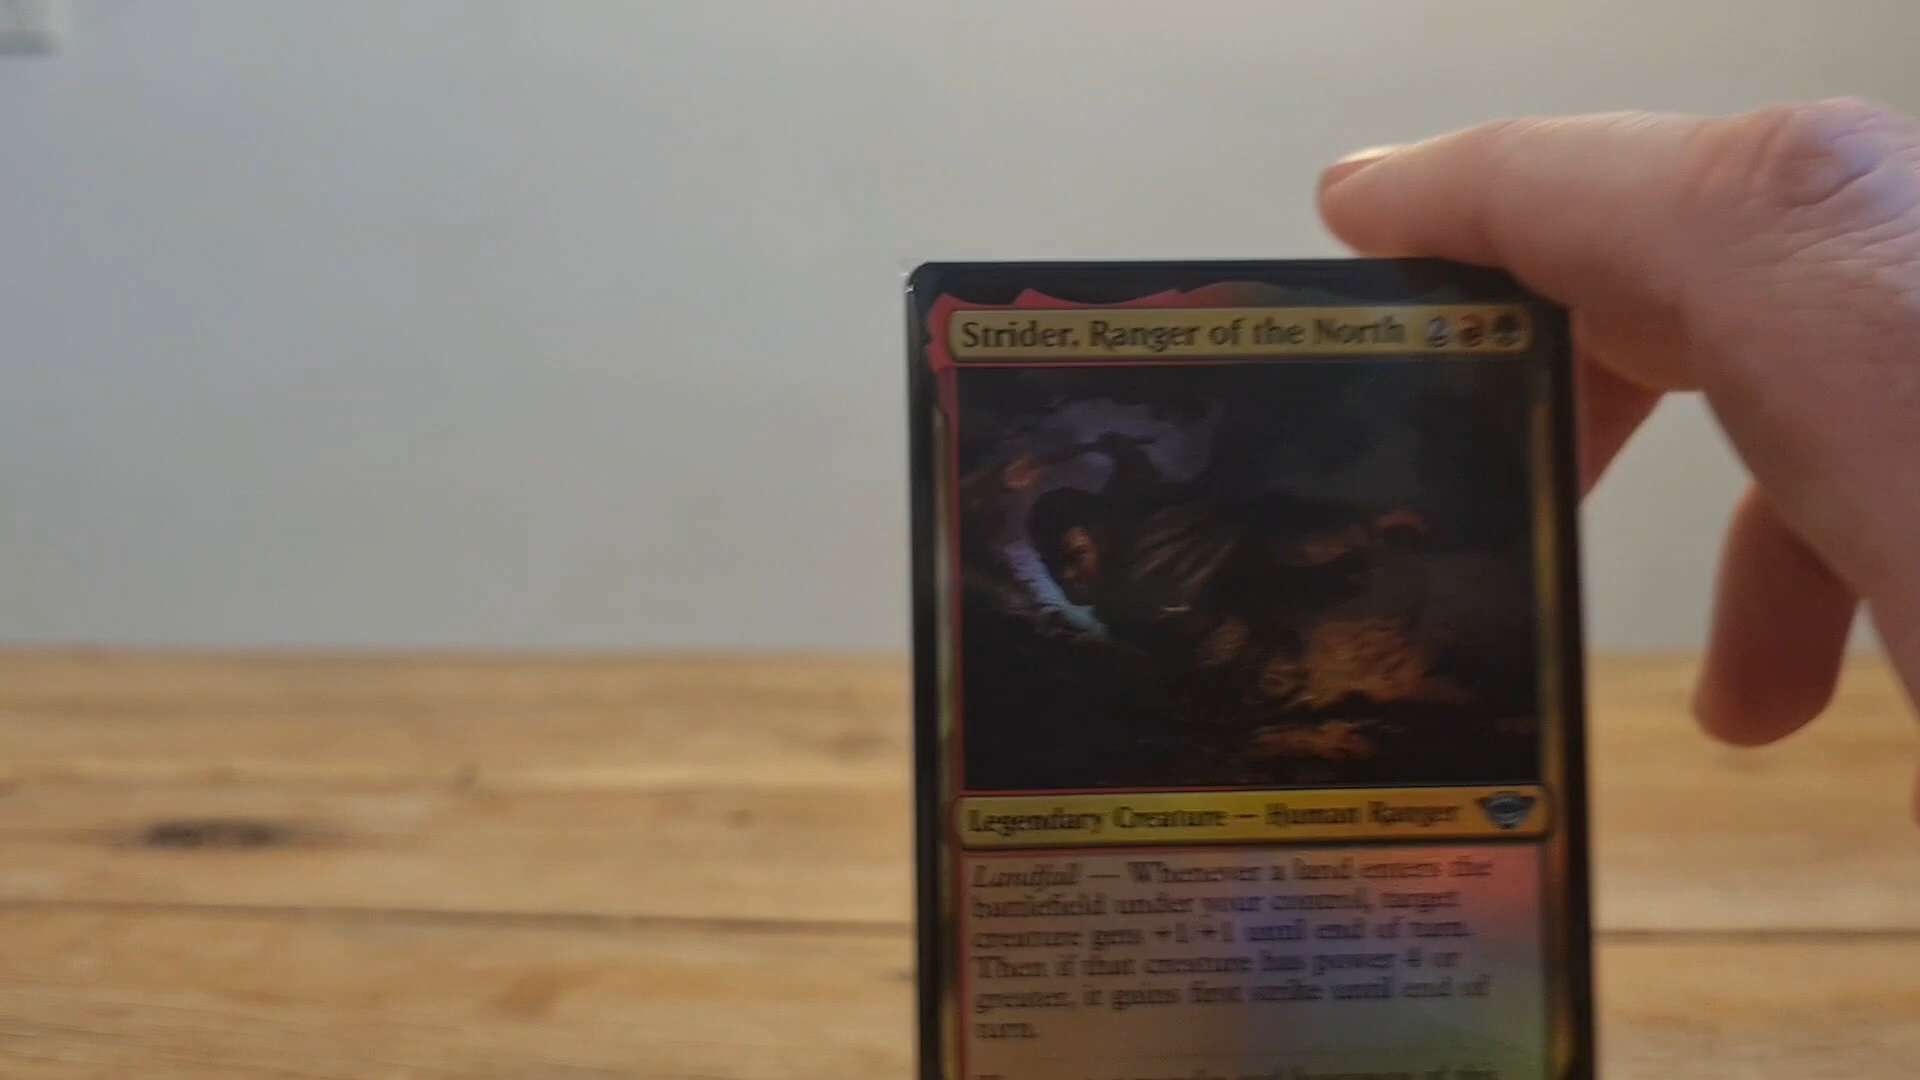 Strider, Ranger of the North 2
Legendary Creature — Human Ranger
Landfall — Whenever a land enters the
battlefield under your control, target
creature gets +1/+1 until end of turn.
Then if that creature has power 4 or
greater, it gains first strike until end of
turn.